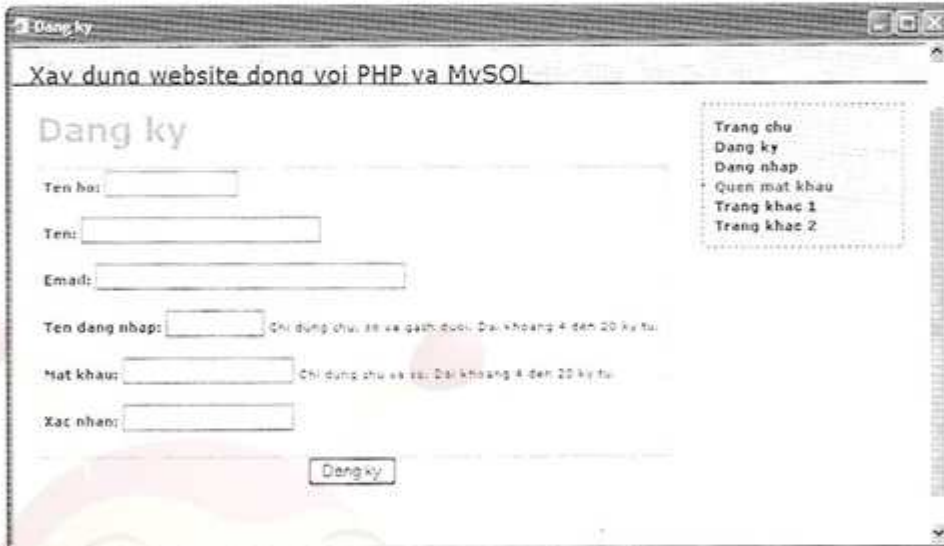 Dang ky
Xay dung website dong voi PHP va MySQL
Dang ky
Ten ho:
Ten:
Email:
Ten dang nhap: Chi dung chu, so va gach duoi. Dai khoang 4 den 20 ky tu.
Mat khau: Chi dung chu va so. Dai khoang 4 den 20 ky tu.
Xac nhan:
Dang ky
Trang chu
Dang ky
Dang nhap
Quen mat khau
Trang khac 1
Trang khac 2